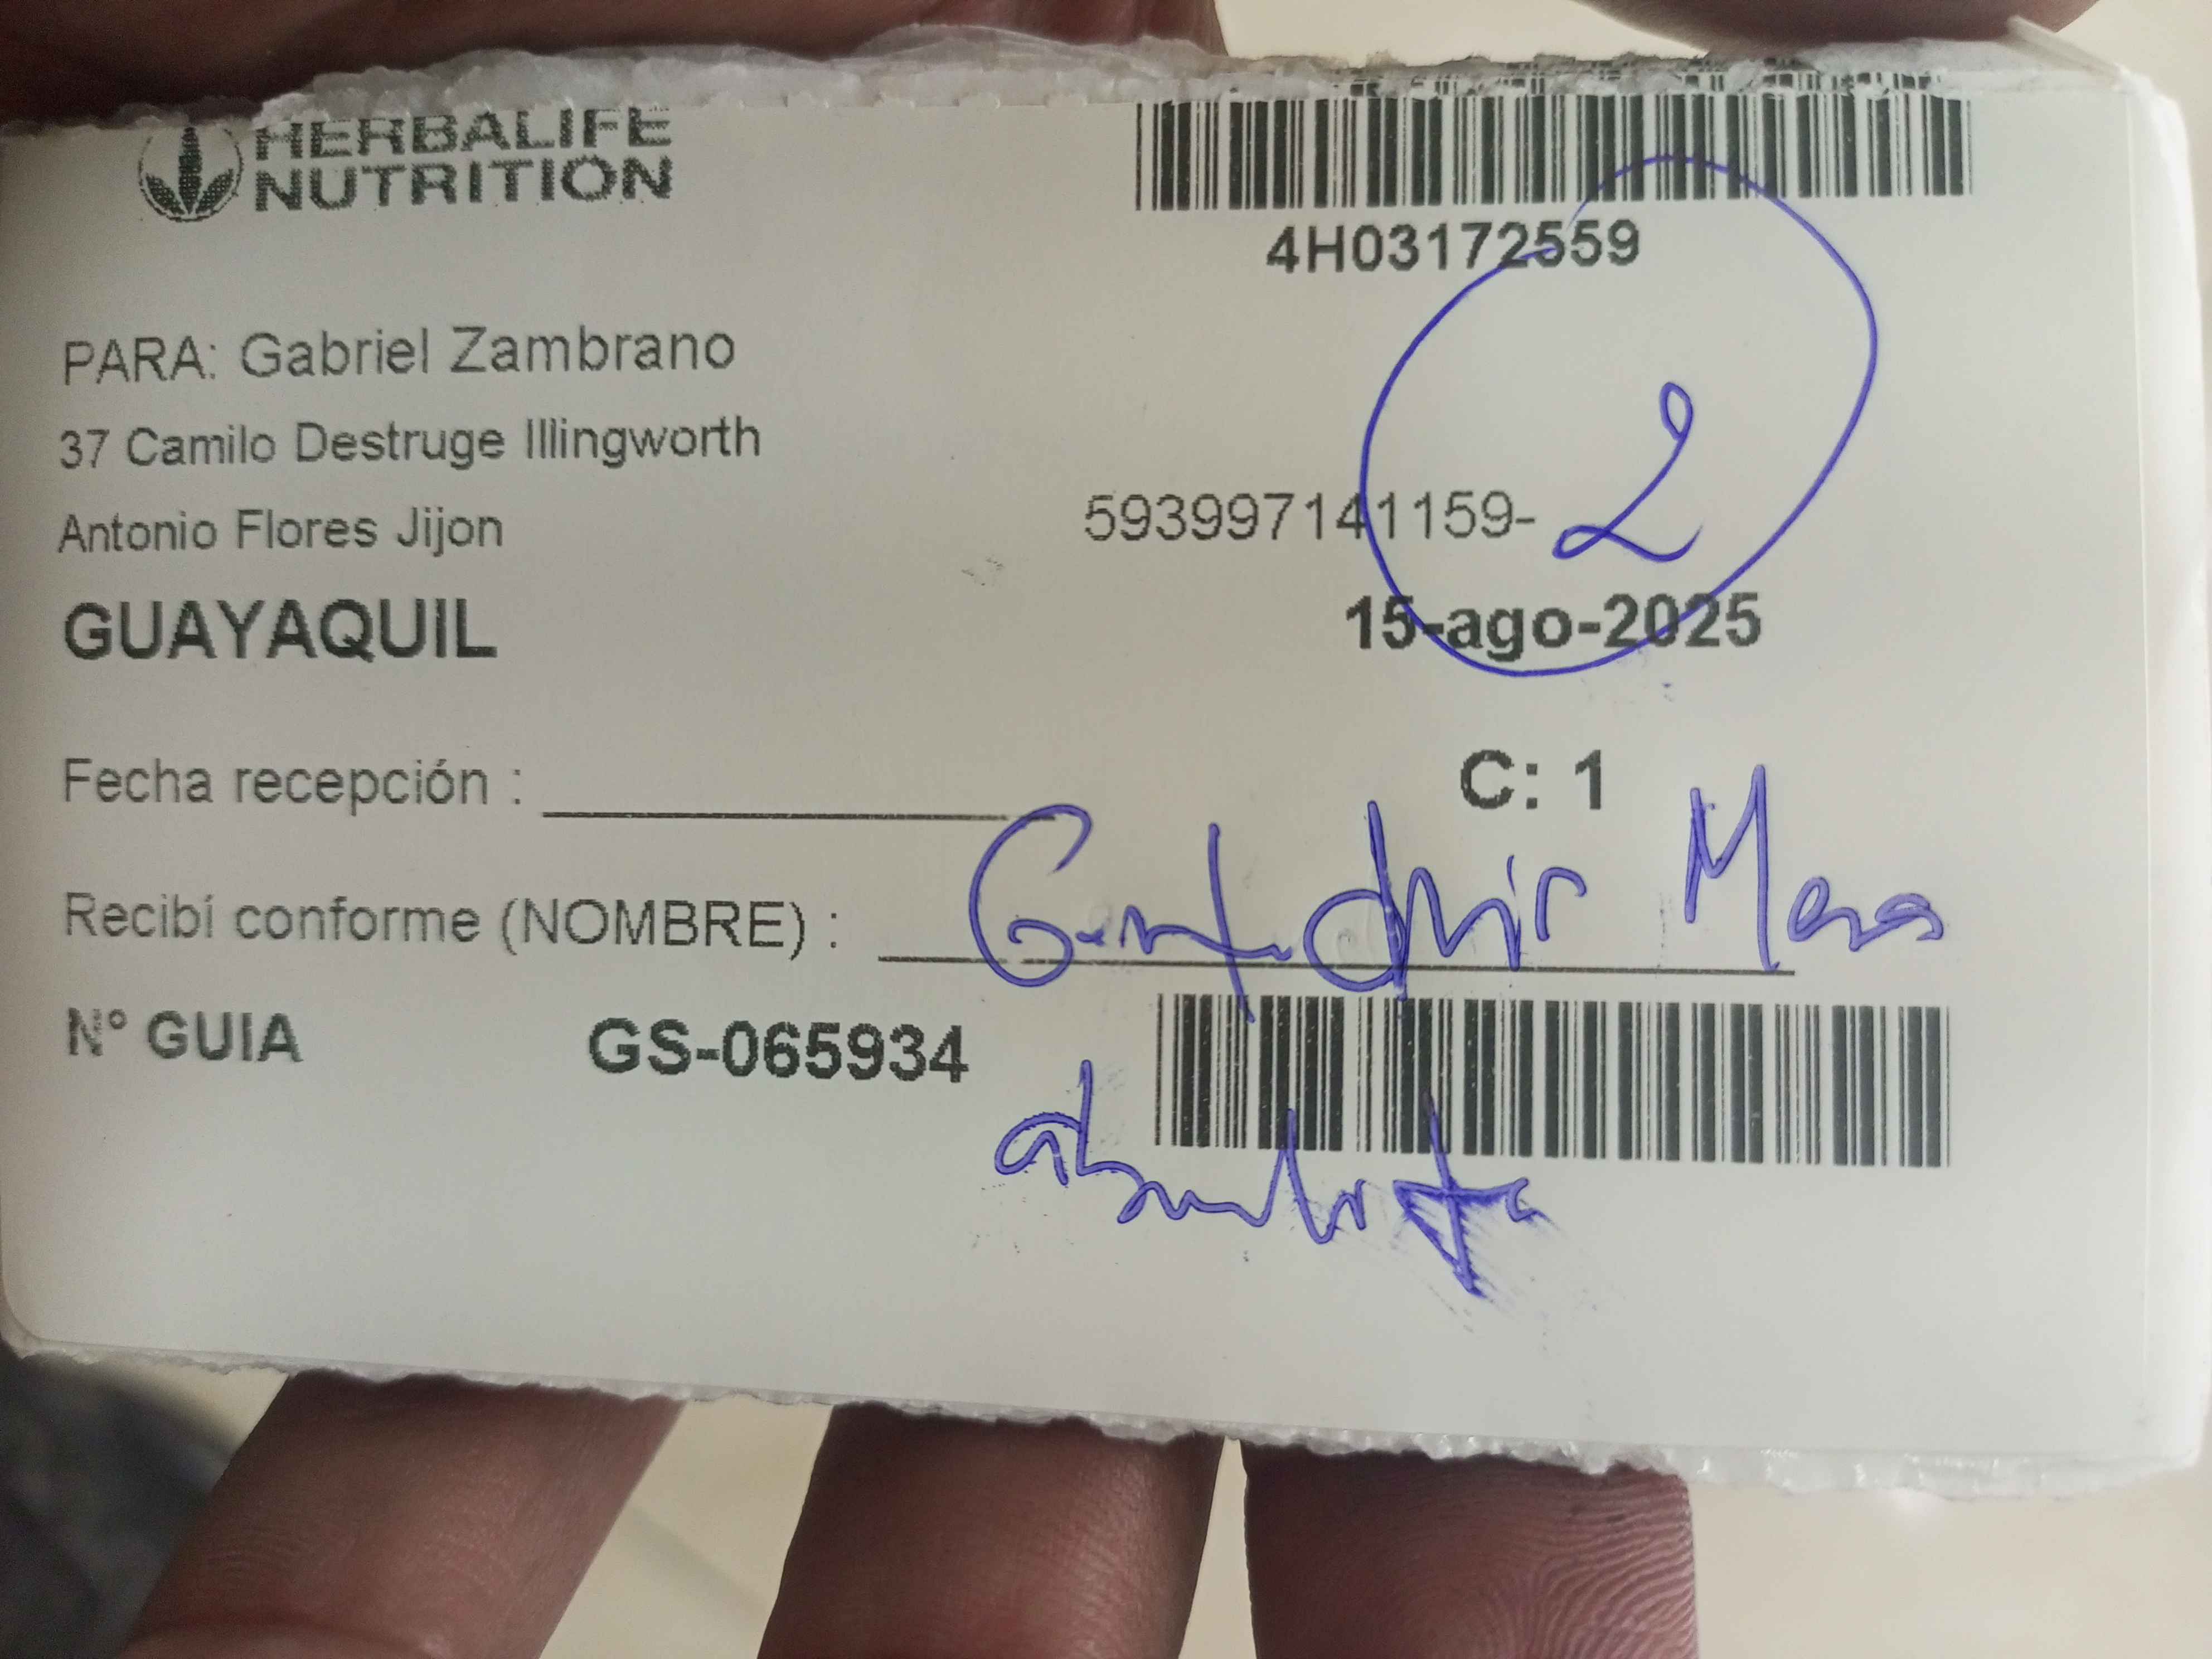 HERBALIFE
NUTRITION
4H03172559
PARA: Gabriel Zambrano
37 Camilo Destruge Illingworth
Antonio Flores Jijon
593997141159-
2
GUAYAQUIL
15-ago-2025
Fecha recepción :
C: 1
Recibí conforme (NOMBRE) :
N° GUIA
GS-065934